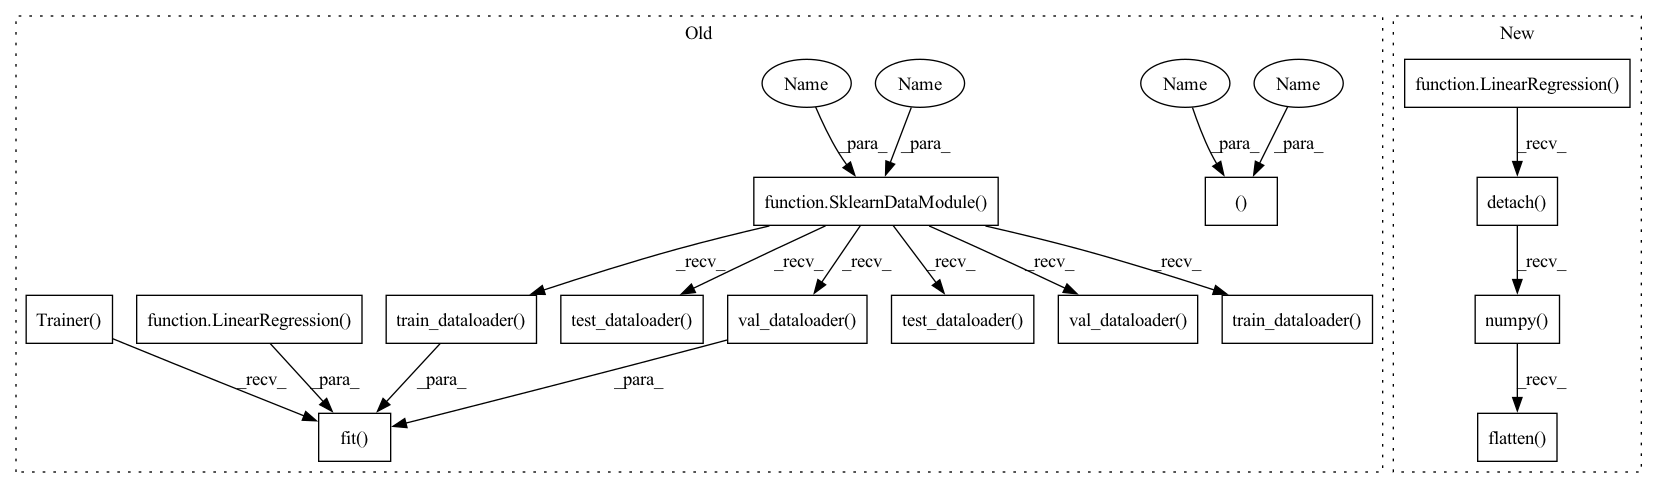 Old
New
Name
Name
Name
Name
function.LinearRegression()
_para_
_para_
_para_
_para_
_recv_
function.SklearnDataModule()
()
detach()
_recv_
_recv_
_recv_
_recv_
_recv_
_recv_
_recv_
Trainer()
function.LinearRegression()
train_dataloader()
test_dataloader()
val_dataloader()
test_dataloader()
val_dataloader()
train_dataloader()
numpy()
_recv_
_para_
_para_
_para_
_recv_
fit()
flatten()